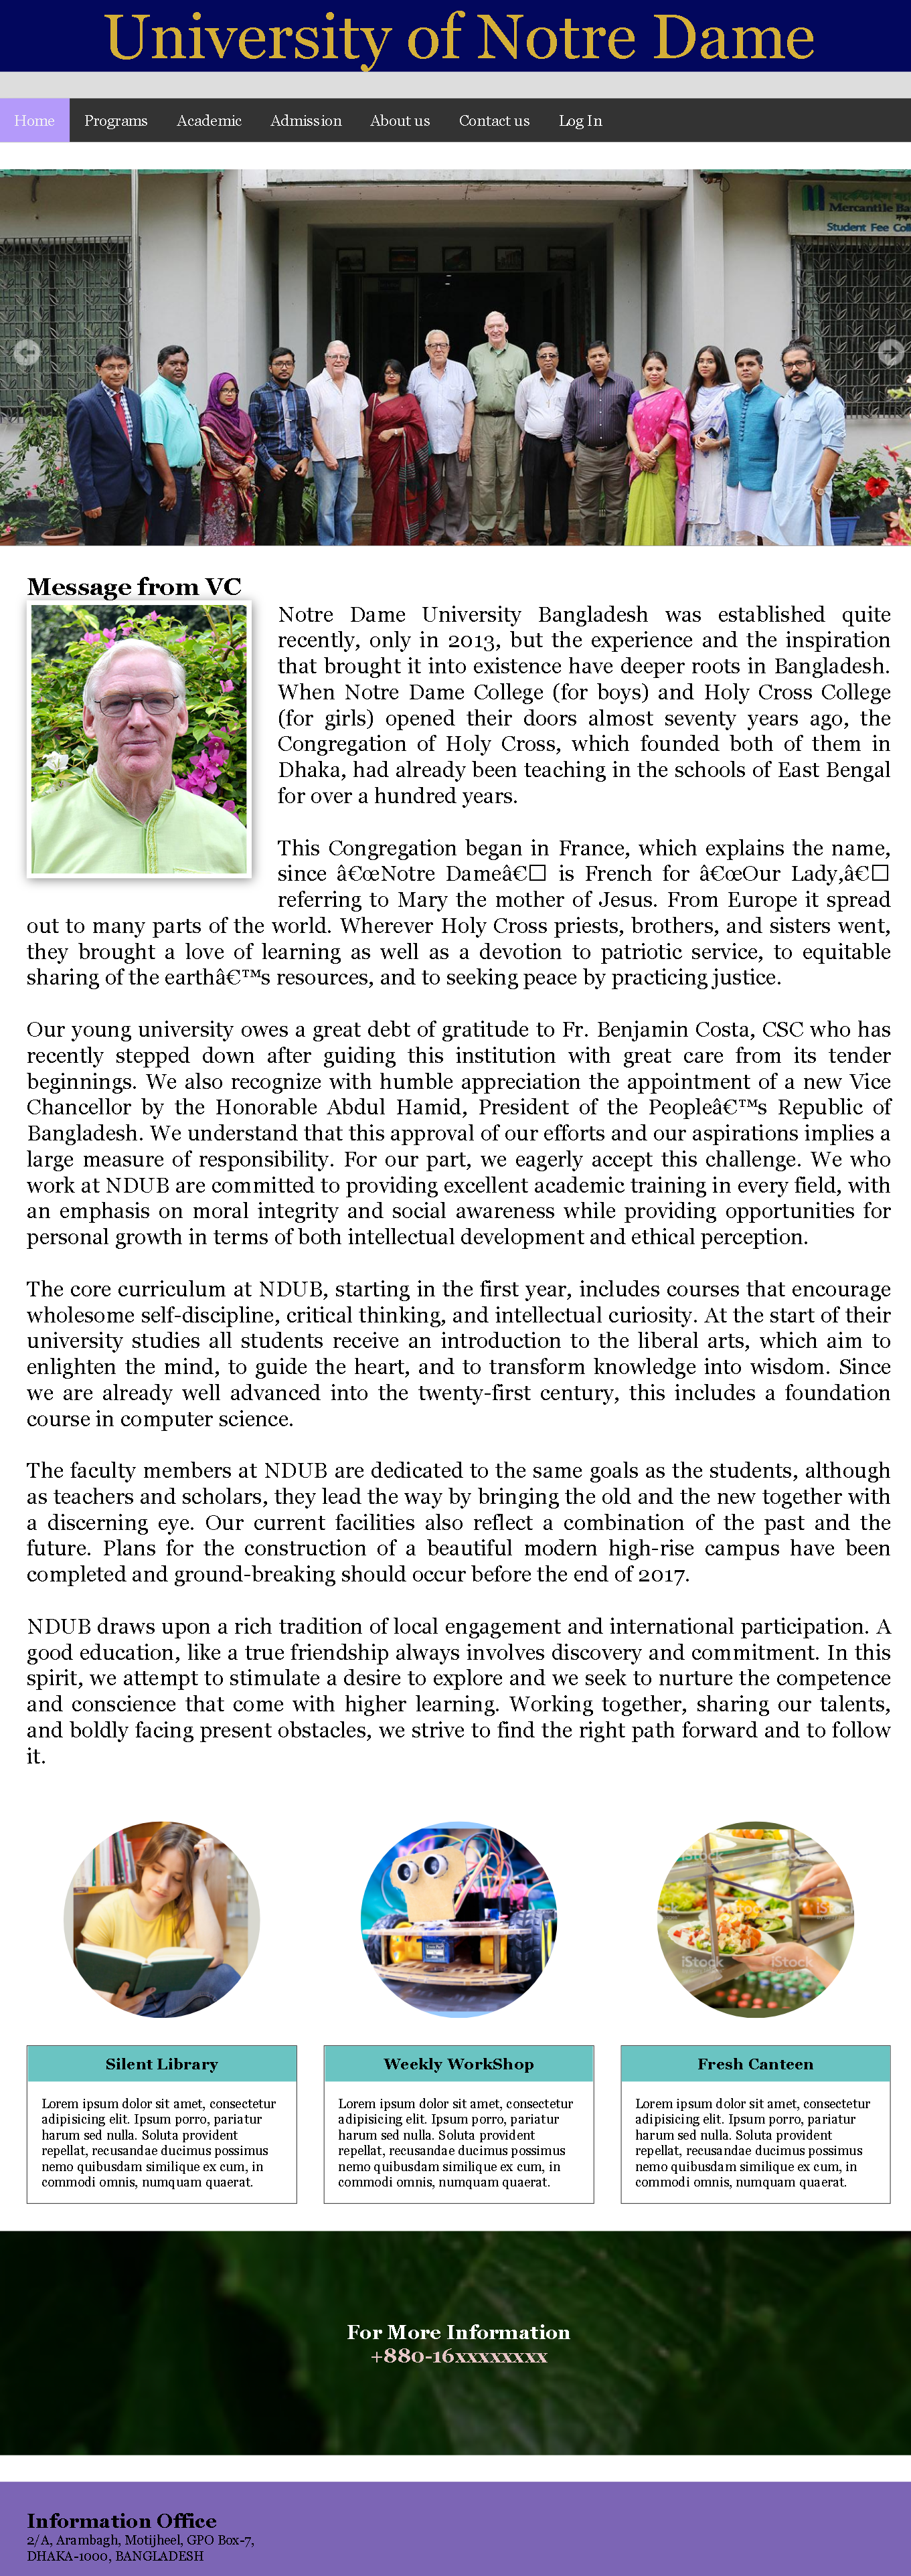 University of Notre Dame
Home Programs Academic Admission About us Contact us Log In
Mercantile Ba
Student Fee Coll
Message from VC
Notre Dame University Bangladesh was established quite
recently, only in 2013, but the experience and the inspiration
that brought it into existence have deeper roots in Bangladesh.
When Notre Dame College (for boys) and Holy Cross College
(for girls) opened their doors almost seventy years ago, the
Congregation of Holy Cross, which founded both of them in
Dhaka, had already been teaching in the schools of East Bengal
for over a hundred years.
This Congregation began in France, which explains the name,
since â€œNotre Dameâ€□ is French for â€œOur Lady,â€□
referring to Mary the mother of Jesus. From Europe it spread
out to many parts of the world. Wherever Holy Cross priests, brothers, and sisters went,
they brought a love of learning as well as a devotion to patriotic service, to equitable
sharing of the earthâ€™s resources, and to seeking peace by practicing justice.
Our young university owes a great debt of gratitude to Fr. Benjamin Costa, CSC who has
recently stepped down after guiding this institution with great care from its tender
beginnings. We also recognize with humble appreciation the appointment of a new Vice
Chancellor by the Honorable Abdul Hamid, President of the Peopleâ€™s Republic of
Bangladesh. We understand that this approval of our efforts and our aspirations implies a
large measure of responsibility. For our part, we eagerly accept this challenge. We who
work at NDUB are committed to providing excellent academic training in every field, with
an emphasis on moral integrity and social awareness while providing opportunities for
personal growth in terms of both intellectual development and ethical perception.
The core curriculum at NDUB, starting in the first year, includes courses that encourage
wholesome self-discipline, critical thinking, and intellectual curiosity. At the start of their
university studies all students receive an introduction to the liberal arts, which aim to
enlighten the mind, to guide the heart, and to transform knowledge into wisdom. Since
we are already well advanced into the twenty-first century, this includes a foundation
course in computer science.
The faculty members at NDUB are dedicated to the same goals as the students, although
as teachers and scholars, they lead the way by bringing the old and the new together with
a discerning eye. Our current facilities also reflect a combination of the past and the
future. Plans for the construction of a beautiful modern high-rise campus have been
completed and ground-breaking should occur before the end of 2017.
NDUB draws upon a rich tradition of local engagement and international participation. A
good education, like a true friendship always involves discovery and commitment. In this
spirit, we attempt to stimulate a desire to explore and we seek to nurture the competence
and conscience that come with higher learning. Working together, sharing our talents,
and boldly facing present obstacles, we strive to find the right path forward and to follow
it.
iStock
iStock
iStock
Silent Library
Lorem ipsum dolor sit amet, consectetur
adipisicing elit. Ipsum porro, pariatur
harum sed nulla. Soluta provident
repellat, recusandae ducimus possimus
nemo quibusdam similique ex cum, in
commodi omnis, numquam quaerat.
Weekly WorkShop
Lorem ipsum dolor sit amet, consectetur
adipisicing elit. Ipsum porro, pariatur
harum sed nulla. Soluta provident
repellat, recusandae ducimus possimus
nemo quibusdam similique ex cum, in
commodi omnis, numquam quaerat.
Fresh Canteen
Lorem ipsum dolor sit amet, consectetur
adipisicing elit. Ipsum porro, pariatur
harum sed nulla. Soluta provident
repellat, recusandae ducimus possimus
nemo quibusdam similique ex cum, in
commodi omnis, numquam quaerat.
For More Information
+880-16xxxxxxxx
Information Office
2/A, Arambagh, Motijheel, GPO Box-7,
DHAKA-1000, BANGLADESH